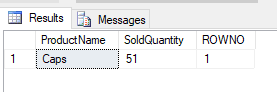 Results Messages
ProductName SoldQuantity ROWNO
1 Caps 51 1